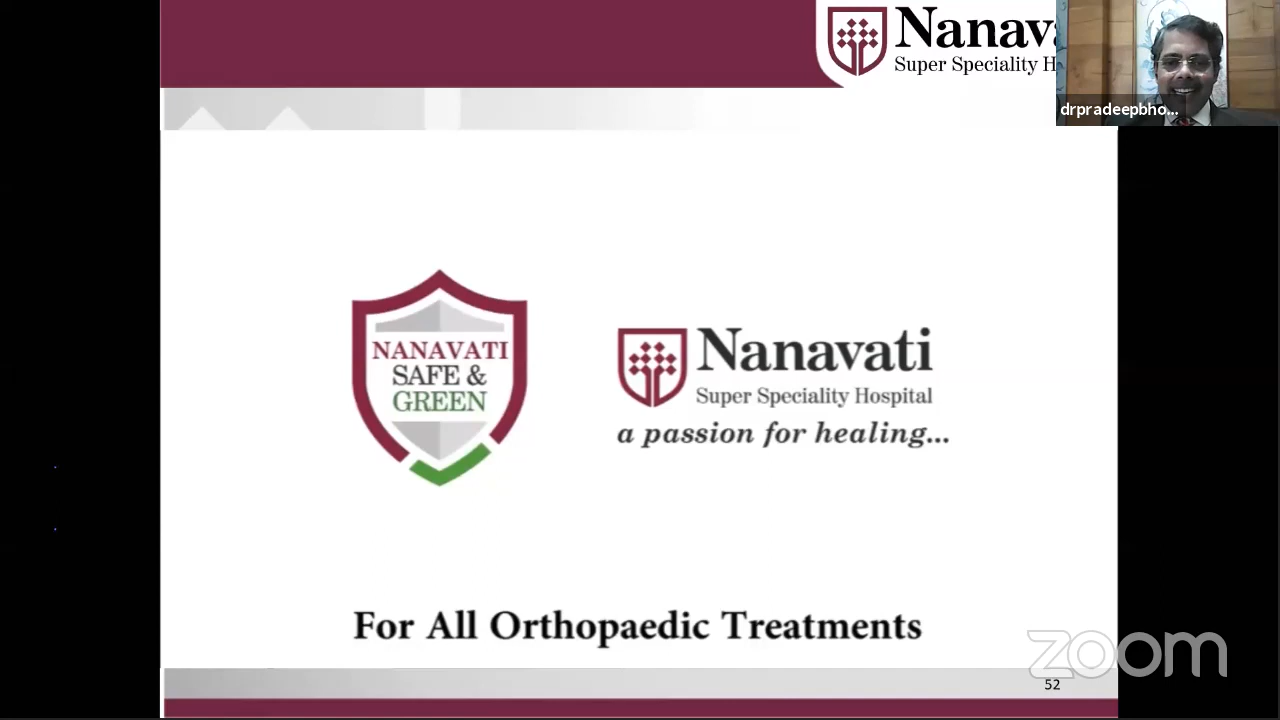 Nanav
Super Speciality H
drpradeepbho...
NANAVATI
SAFE &
GREEN
Nanavati
Super Speciality Hospital
a passion for healing...
For All Orthopaedic Treatments
zoom
52